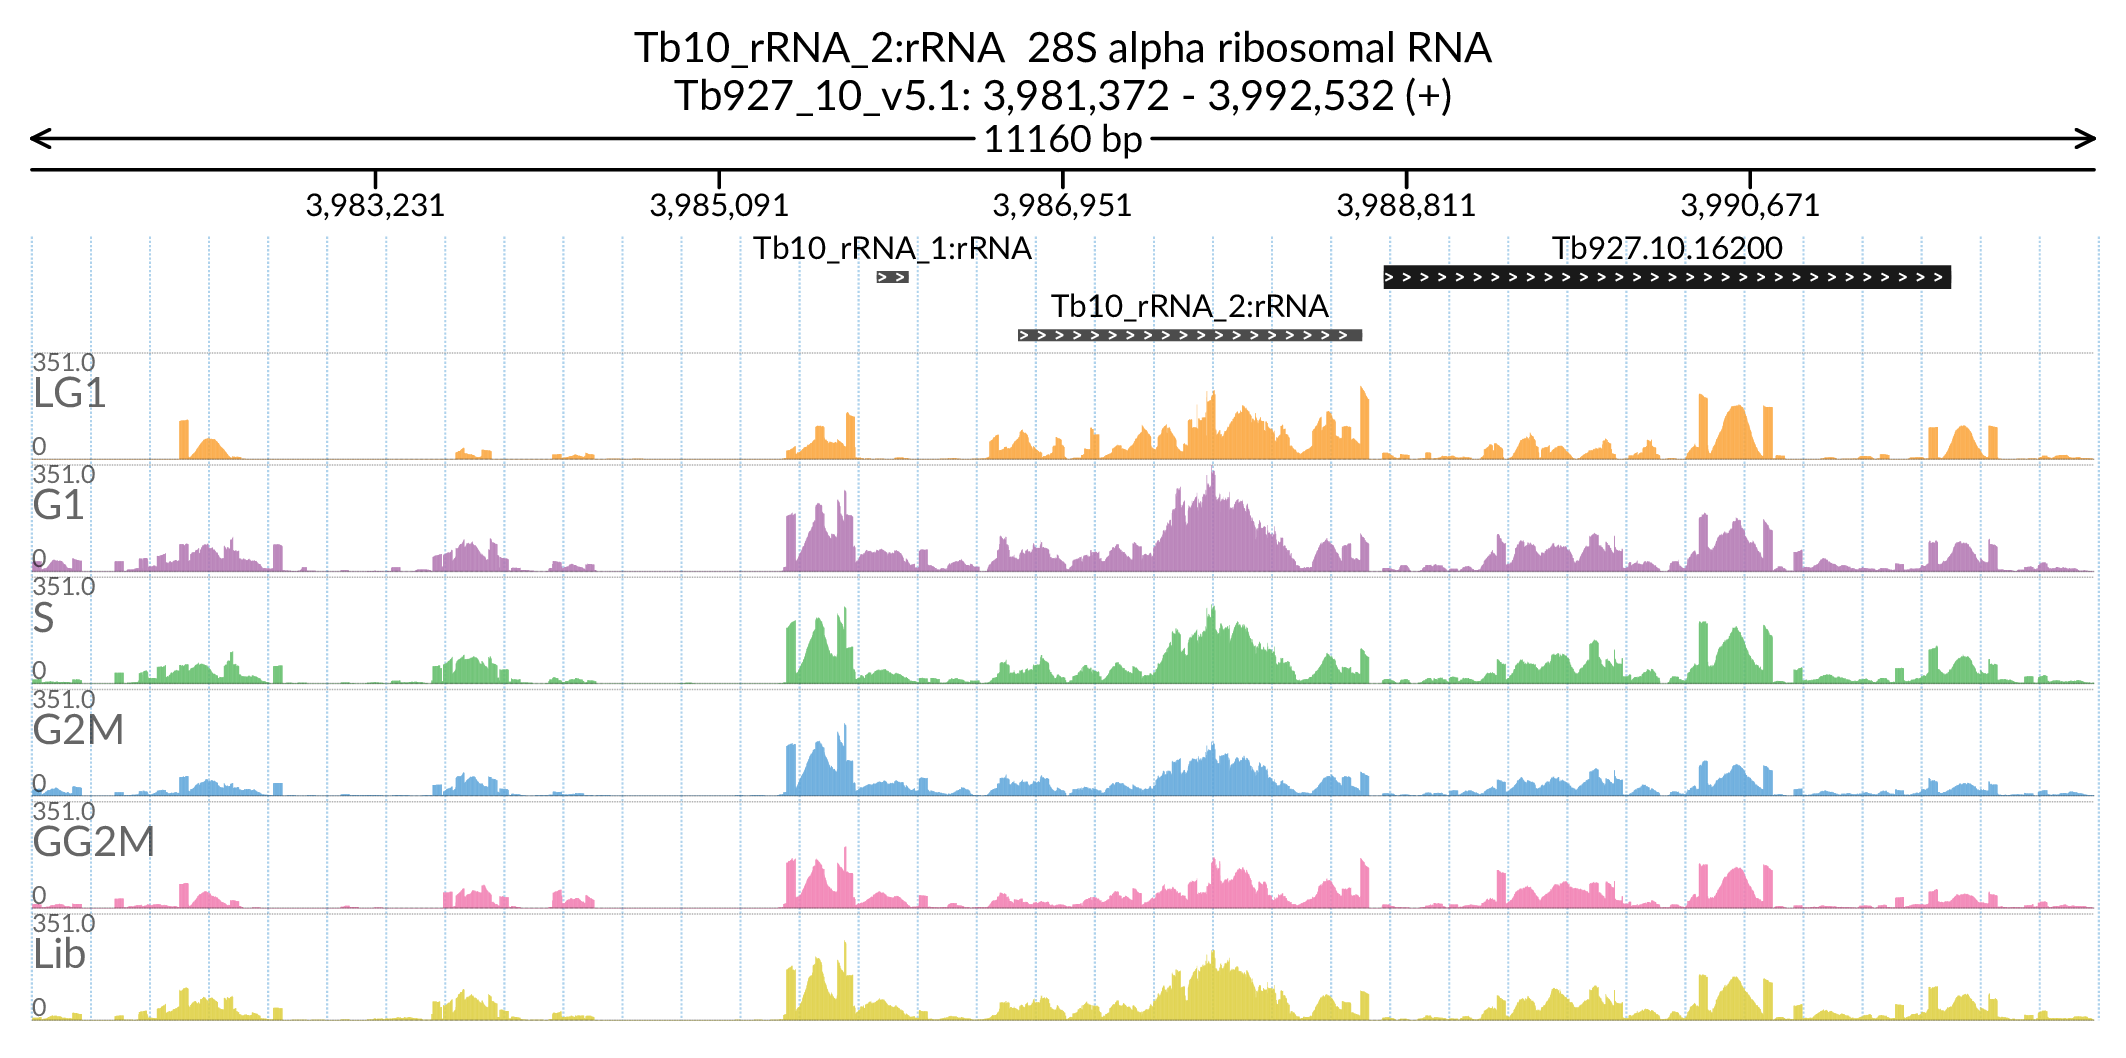 Tb10_rRNA_2:rRNA  28S alpha ribosomal RNA
Tb927_10_v5.1: 3,981,372 - 3,992,532 (+)
11160 bp
3,983,231 3,985,091 3,986,951 3,988,811 3,990,671
Tb10_rRNA_1:rRNA Tb927.10.16200
Tb10_rRNA_2:rRNA
351.0
LG1
0
351.0
G1
0
351.0
S
0
351.0
G2M
0
351.0
GG2M
0
351.0
Lib
0